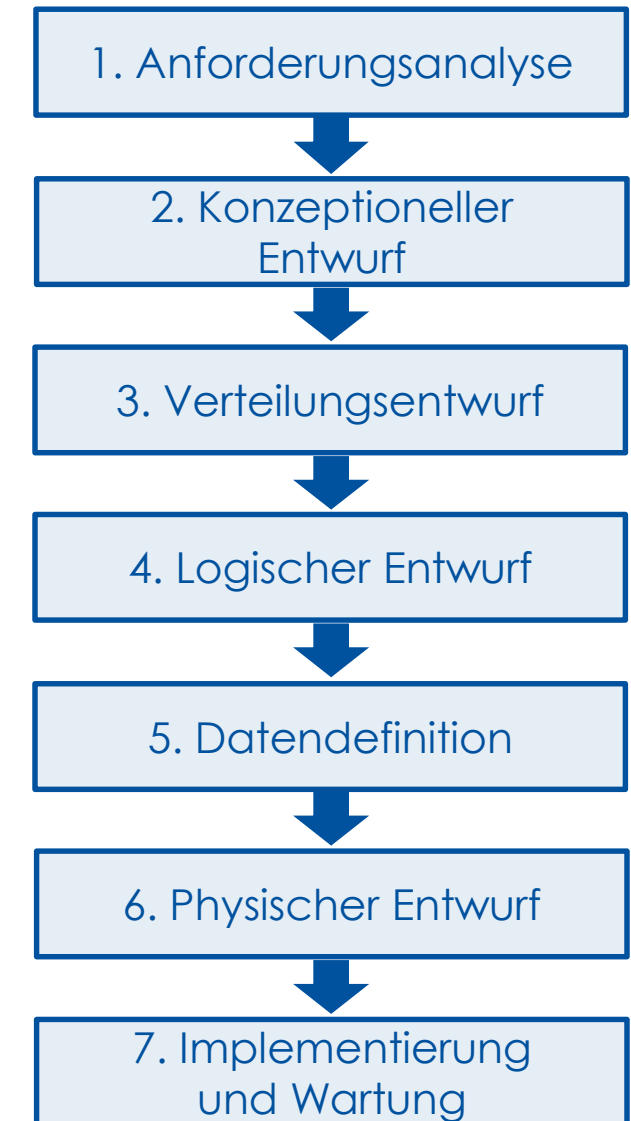 1. Anforderungsanalyse
2. Konzeptioneller
Entwurf
3. Verteilungsentwurf
4. Logischer Entwurf
5. Datendefinition
6. Physischer Entwurf
7. Implementierung
und Wartung